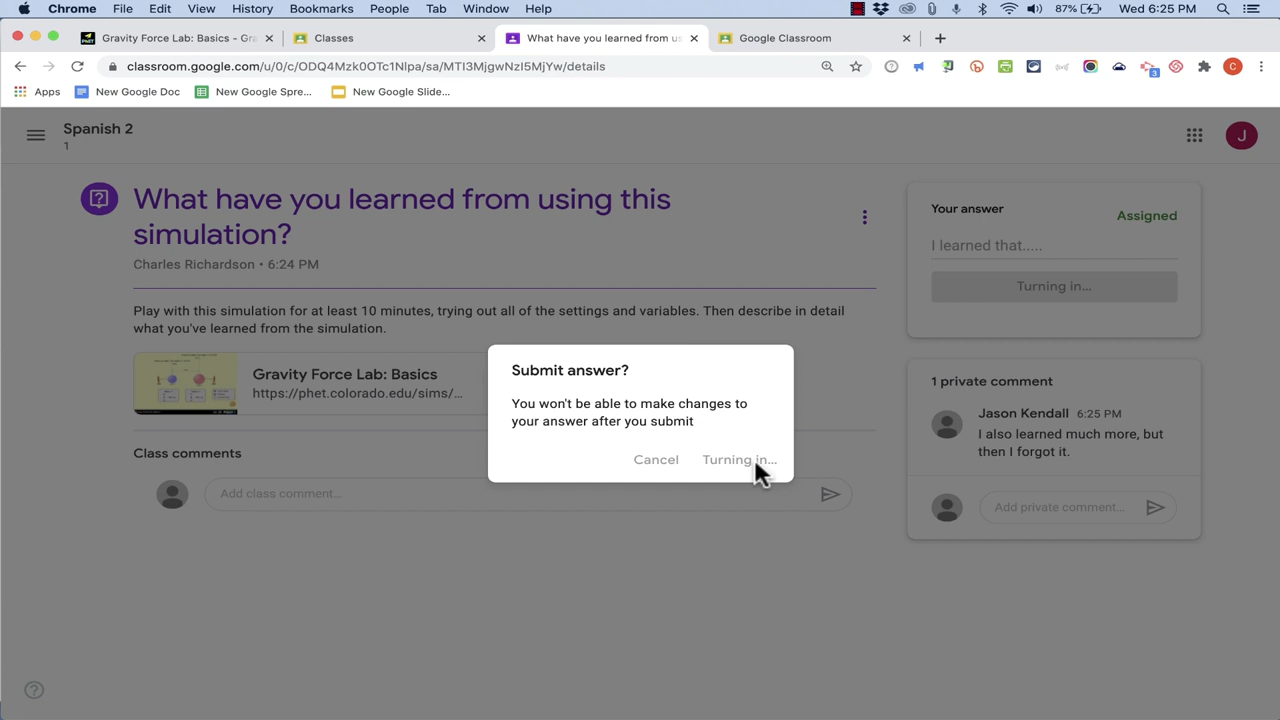 Chrome File Edit View History Bookmarks People Tab Window Help 87% Wed 6:25 PM
Gravity Force Lab: Basics - Gra
Classes
What have you learned from us
Google Classroom
classroom.google.com/u/0/c/ODQ4Mzk0OTc1Nlpa/sa/MTI3MjgwNzI5MjYw/details
3
C
Apps New Google Doc New Google Spre... New Google Slide...
Spanish 2
1
J
What have you learned from using this
simulation?
Charles Richardson • 6:24 PM
Play with this simulation for at least 10 minutes, trying out all of the settings and variables. Then describe in detail
what you've learned from the simulation.
Gravity Force Lab: Basics
https://phet.colorado.edu/sims/...
Class comments
Add class comment...
Your answer
Assigned
I learned that.....
Turning in...
1 private comment
Jason Kendall 6:25 PM
I also learned much more, but
then I forgot it.
Add private comment...
Submit answer?
You won't be able to make changes to
your answer after you submit
Cancel Turning in...